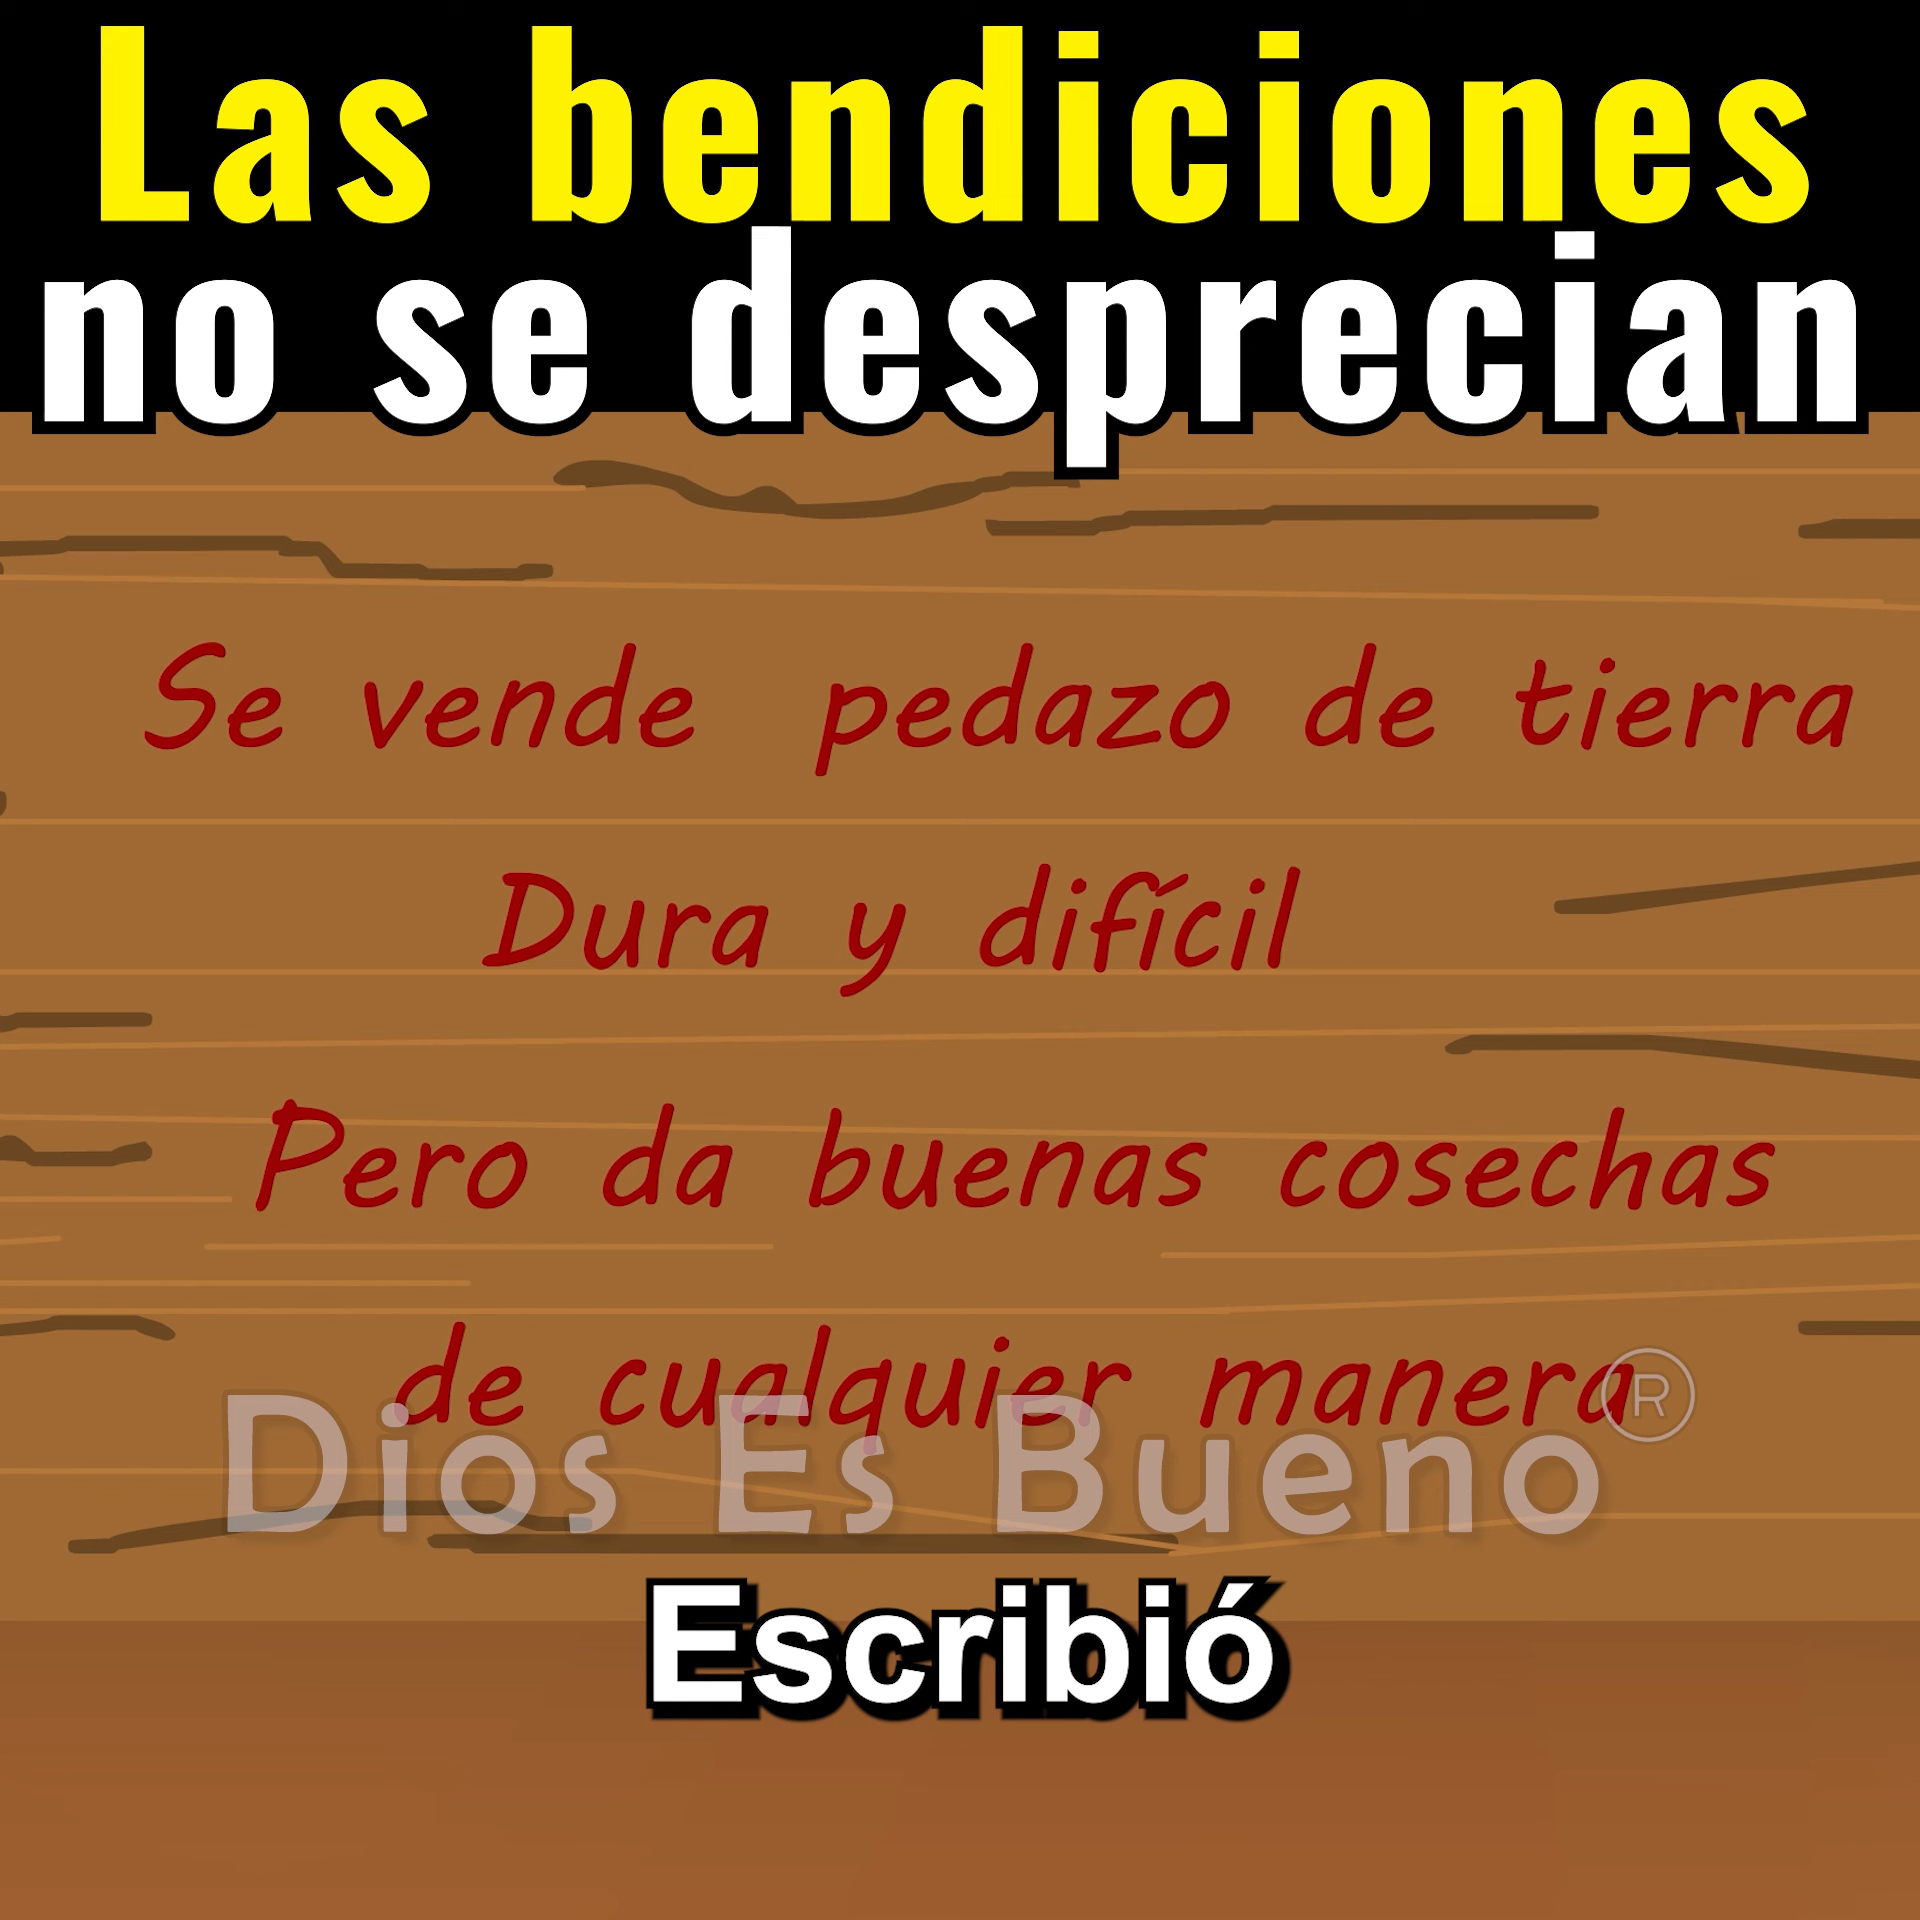 Las bendiciones
no se desprecian
Se vende pedazo de tierra
Dura y difícil
Pero da buenas cosechas
de cualquier manera
Dios Es Bueno®
Escribió